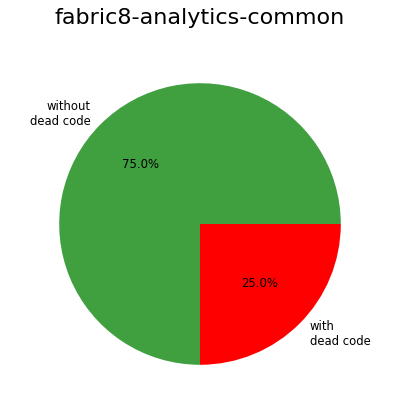 fabric8-analytics-common
without
dead code
75.0%
25.0%
with
dead code